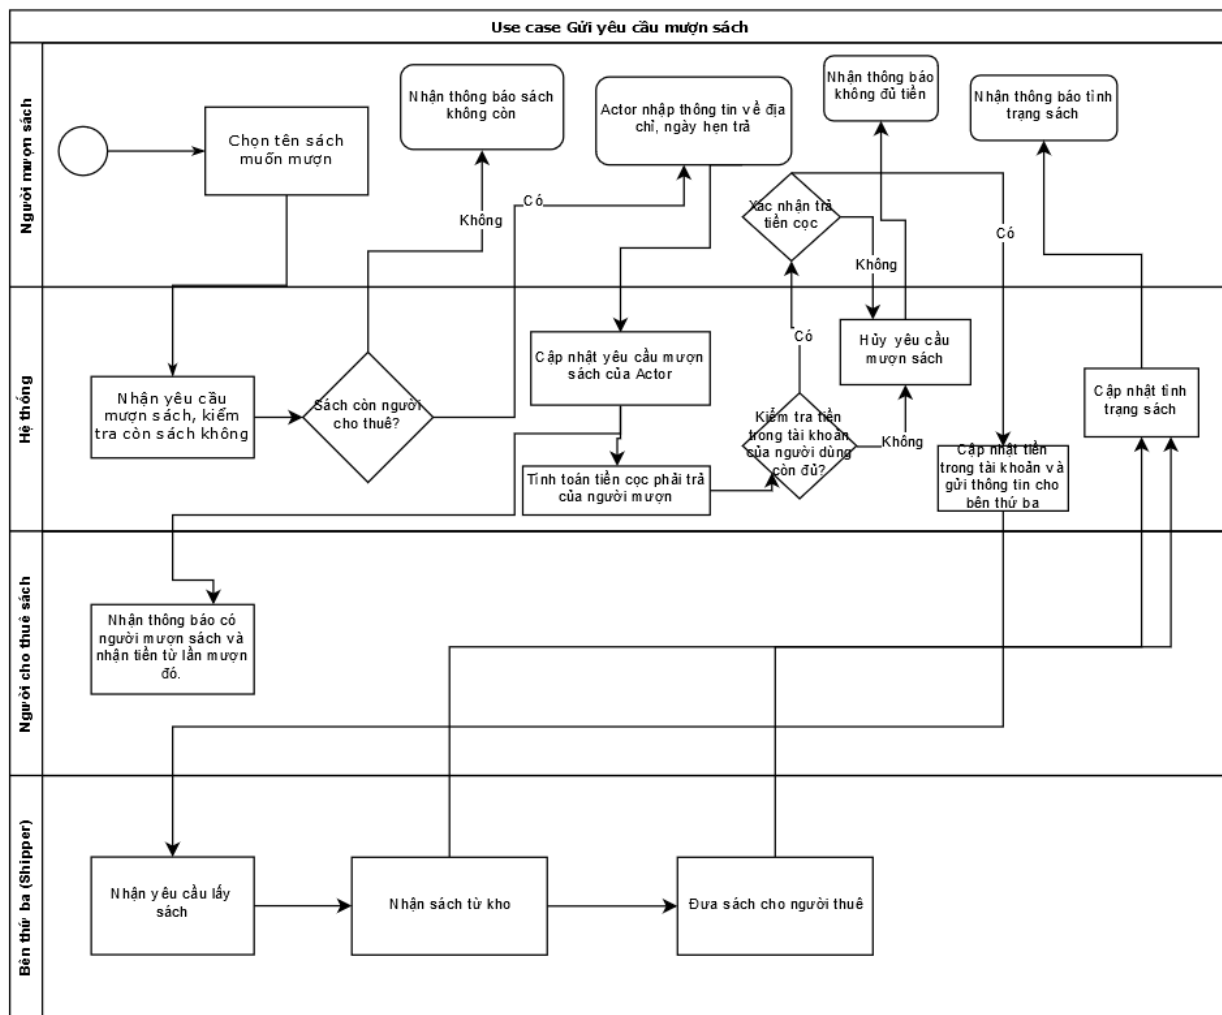 Use case Gửi yêu cầu mượn sách
Người mượn sách
Chọn tên sách
muốn mượn
Nhận thông báo sách
không còn
Actor nhập thông tin về địa
chỉ, ngày hẹn trả
Nhận thông báo
không đủ tiền
Nhận thông báo tình
trạng sách
Xác nhận trả
tiền cọc
Không
Có
Có
Không
Hệ thống
Nhận yêu cầu
mượn sách, kiểm
tra còn sách không
Sách còn người
cho thuê?
Cập nhật yêu cầu mượn
sách của Actor
Tính toán tiền cọc phải trả
của người mượn
Có
Kiểm tra tiền
trong tài khoản
của người dùng
còn đủ?
Không
Hủy yêu cầu
mượn sách
Cập nhật tiền
trong tài khoản và
gửi thông tin cho
bên thứ ba
Cập nhật tình
trạng sách
Người cho thuê sách
Nhận thông báo có
người mượn sách và
nhận tiền từ lần mượn
đó.
Bên thứ ba (Shipper)
Nhận yêu cầu lấy
sách
Nhận sách từ kho
Đưa sách cho người thuê